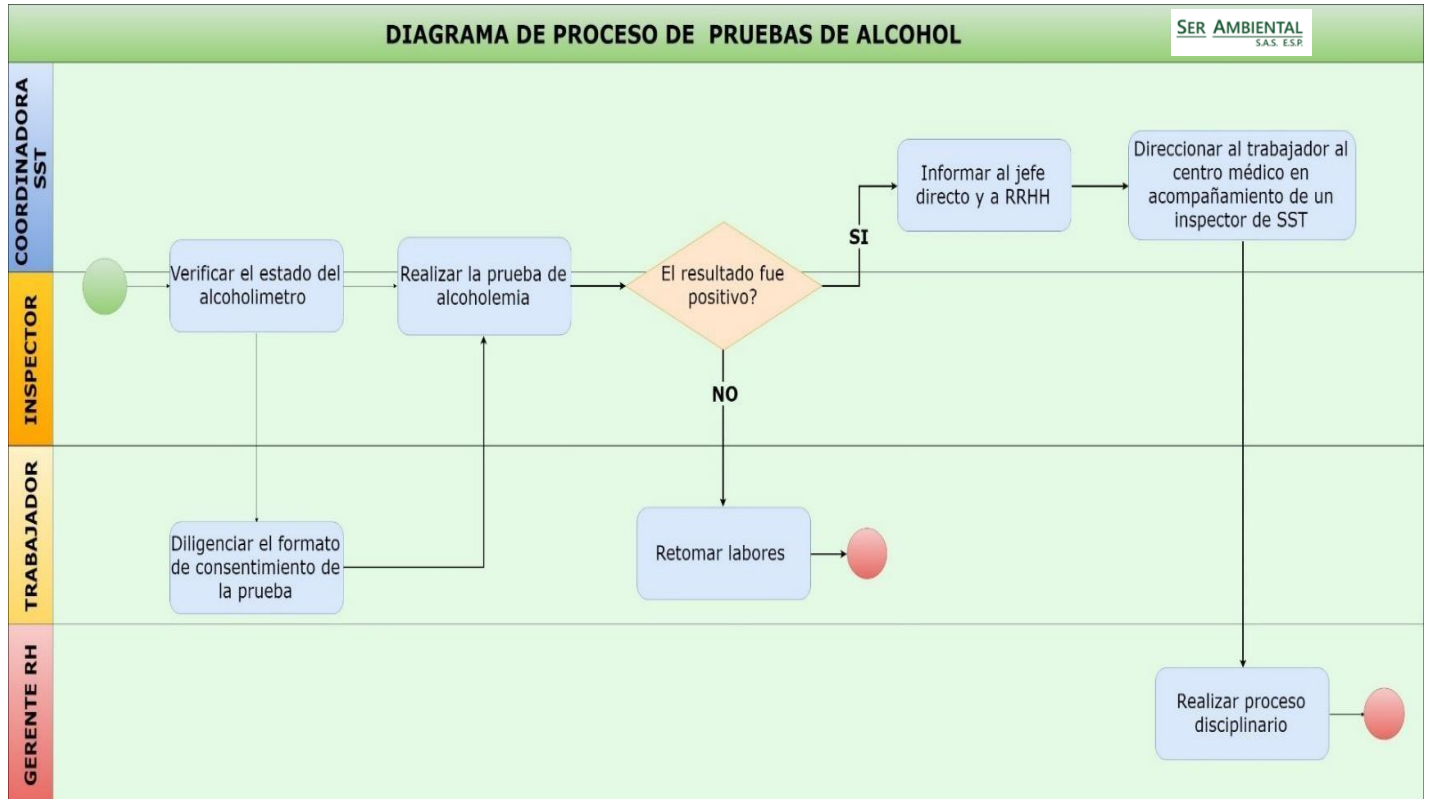 DIAGRAMA DE PROCESO DE PRUEBAS DE ALCOHOL
SER AMBIENTAL
S.A.S. E.S.P.
COORDINADORA
SST
Informar al jefe
directo y a RRHH
Direccionar al trabajador al
centro médico en
acompañamiento de un
inspector de SST
SI
INSPECTOR
Verificar el estado del
alcoholimetro
Realizar la prueba de
alcoholemia
El resultado fue
positivo?
NO
TRABAJADOR
Diligenciar el formato
de consentimiento de
la prueba
Retomar labores
GERENTE RH
Realizar proceso
disciplinario